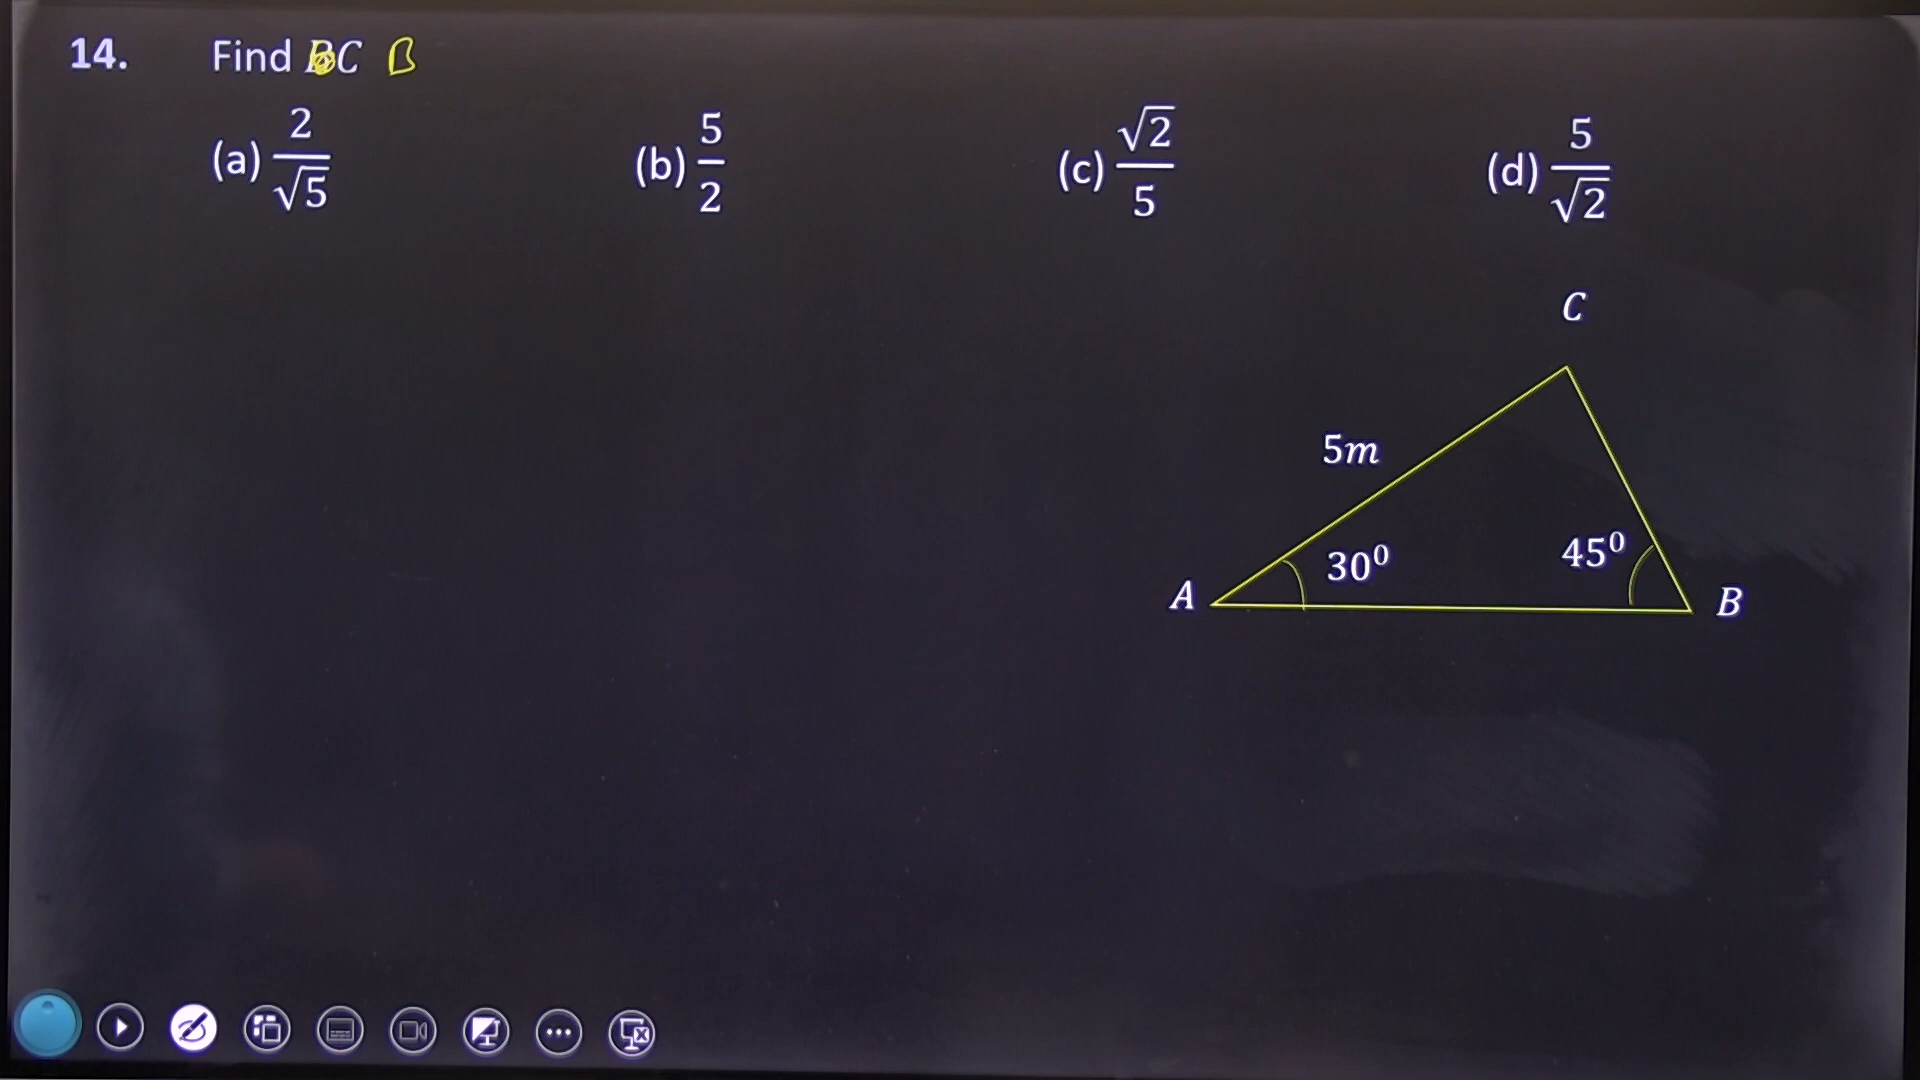 14. Find BC B
(a) 2/√5 (b) 5/2 (c) √2/5 (d) 5/√2
C
5m
30⁰ 45⁰
A B